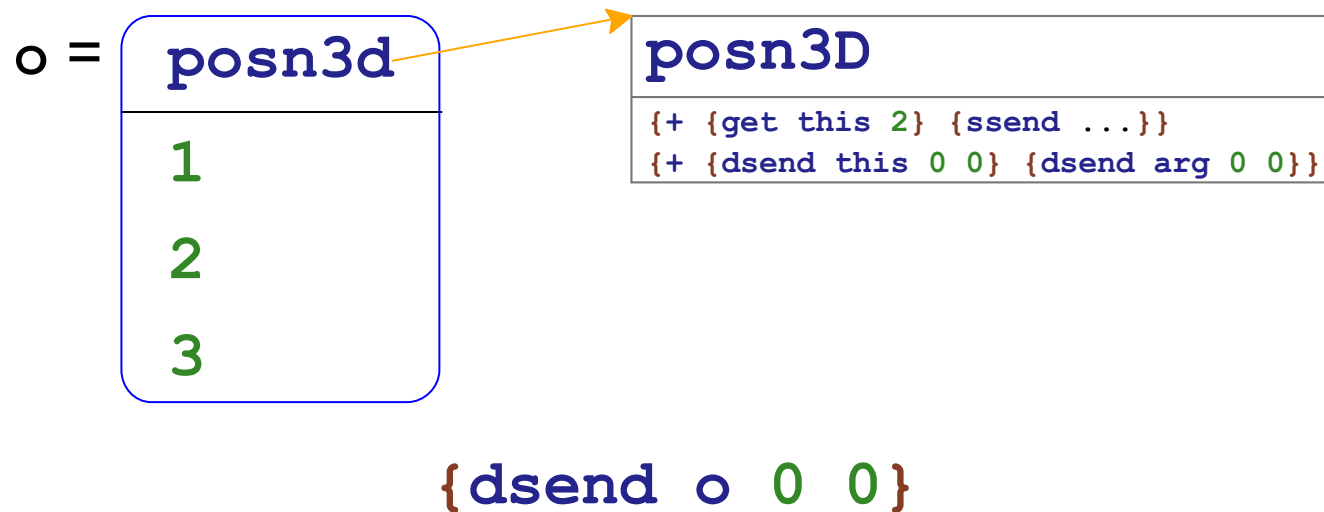 o = posn3d
1
2
3
posn3D
{+ {get this 2} {ssend ...}}
{+ {dsend this 0 0} {dsend arg 0 0}}
{dsend o 0 0}